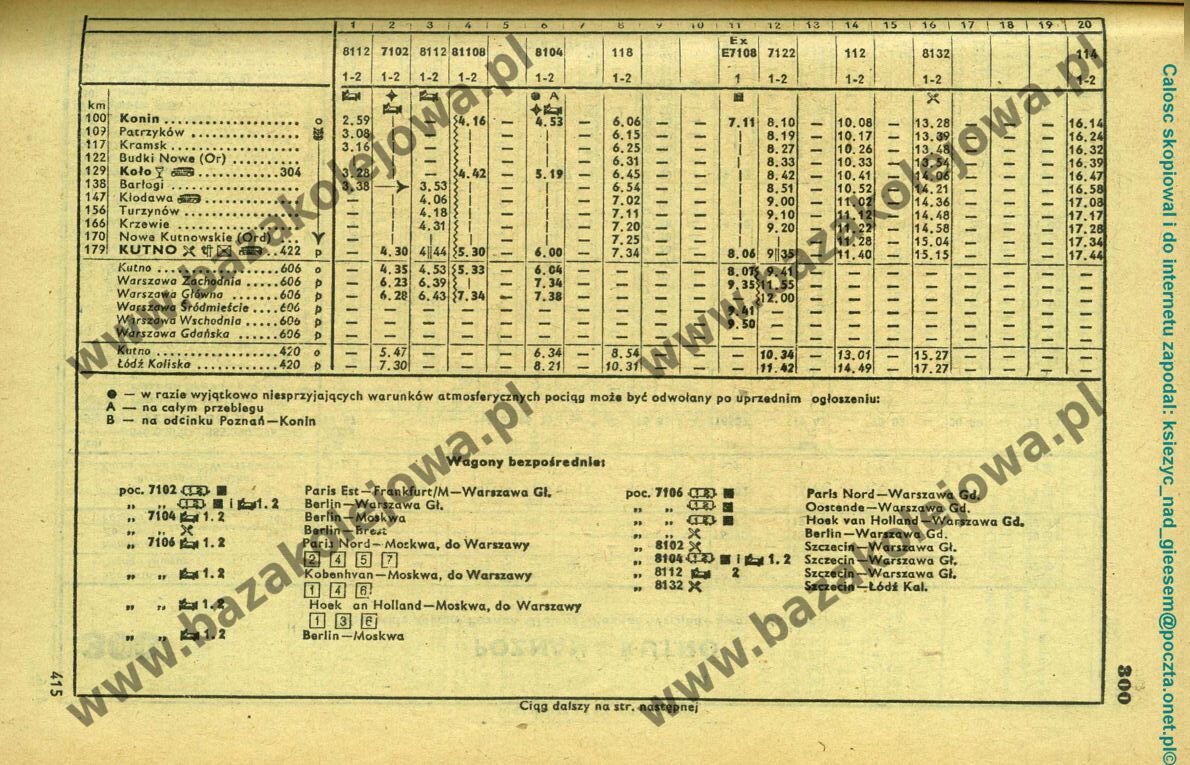 1 2 3 4 5 6 7 8 9 10 11 12 13 14 15 16 17 18 19 20
8112 7102 8112 81108 8104 118 Ex E7108 7122 112 8132 114
1-2 1-2 1-2 1-2 1-2 1-2 1 1-2 1-2 1-2 1-2
km
100 Konin o 2.59 | | 4.16 — 4.53 — 6.06 — — 7.11 8.10 — 10.08 — 13.28 — — — 16.14
109 Patrzyków 3.08 | | — | — 6.15 — — | 8.19 — 10.17 — 13.39 — — — 16.24
117 Kramsk 3.16 | | — | — 6.25 — — | 8.27 — 10.26 — 13.48 — — — 16.32
122 Budki Nowe (Or) | | | — | — 6.31 — — | 8.33 — 10.33 — 13.54 — — — 16.39
129 Koło 304 3.28 | | 4.42 — 5.19 — 6.45 — — | 8.42 — 10.41 — 14.06 — — — 16.47
138 Barłogi 3.38 — 3.53 — | — 6.54 — — | 8.51 — 10.52 — 14.21 — — — 16.58
147 Kłodawa — | 4.06 — | — 7.02 — — | 9.00 — 11.02 — 14.36 — — — 17.08
156 Turzynów — | 4.18 — | — 7.11 — — | 9.10 — 11.12 — 14.48 — — — 17.17
166 Krzewie — | 4.31 — | — 7.20 — — | 9.20 — 11.22 — 14.58 — — — 17.28
170 Nowe Kutnowskie (Ord) — | | — | — 7.25 — — | | — 11.28 — 15.04 — — — 17.34
179 KUTNO 422 p — 4.30 4||44 5.30 — 6.00 — 7.34 — — 8.06 9||35 — 11.40 — 15.15 — — — 17.44
Kutno 606 o — 4.35 4.53 5.33 — 6.04 — — — — 8.07 9.41 — — — — — — — —
Warszawa Zachodnia 606 p — 6.23 6.39 | — 7.34 — — — — 9.35 11.55 — — — — — — — —
Warszawa Główna 606 p — 6.28 6.43 7.34 — 7.38 — — — — 12.00 — — — — — — — —
Warszawa Śródmieście 606 p — — — — — — — — — — 9.41 — — — — — — — — —
Warszawa Wschodnia 606 p — — — — — — — — — — 9.50 — — — — — — — — —
Warszawa Gdańska 606 p — — — — — — — — — — — — — — — — — — — —
Kutno 420 o — 5.47 — — — 6.34 — 8.54 — — — 10.34 — 13.01 — 15.27 — — — —
Łódź Kaliska 420 p — 7.30 — — — 8.21 — 10.31 — — — 11.42 — 14.49 — 17.27 — — — —
● — w razie wyjątkowo niesprzyjających warunków atmosferycznych pociąg może być odwołany po uprzednim ogłoszeniu:
A — na całym przebiegu
B — na odcinku Poznań—Konin
Wagony bezpośrednie:
poc. 7102 Paris Est—Frankfurt/M—Warszawa Gł.
„ „ i 1. 2 Berlin—Warszawa Gł.
„ 7104 1. 2 Berlin—Moskwa
„ „ Berlin—Brest
„ 7106 1. 2 Paris Nord—Moskwa, do Warszawy
2 4 5 7
„ „ 1. 2 Kobenhvan—Moskwa, do Warszawy
1 4 6
„ „ 1. 2 Hoek an Holland—Moskwa, do Warszawy
1 3 6
„ „ 1. 2 Berlin—Moskwa
poc. 7106 Paris Nord—Warszawa Gd.
„ „ Oostende—Warszawa Gd.
„ „ Hoek van Holland—Warszawa Gd.
„ „ Berlin—Warszawa Gd.
„ 8102 Szczecin—Warszawa Gł.
„ 8104 i 1. 2 Szczecin—Warszawa Gł.
„ 8112 2 Szczecin—Warszawa Gł.
„ 8132 Szczecin—Łódź Kal.
Ciąg dalszy na str. następnej
415
300
www.bazakolejowa.pl
www.bazakolejowa.pl
www.bazakolejowa.pl
www.bazakolejowa.pl
Calosc skopiowal i do internetu zapodal: ksiezyc_nad_gieesem@poczta.onet.pl©